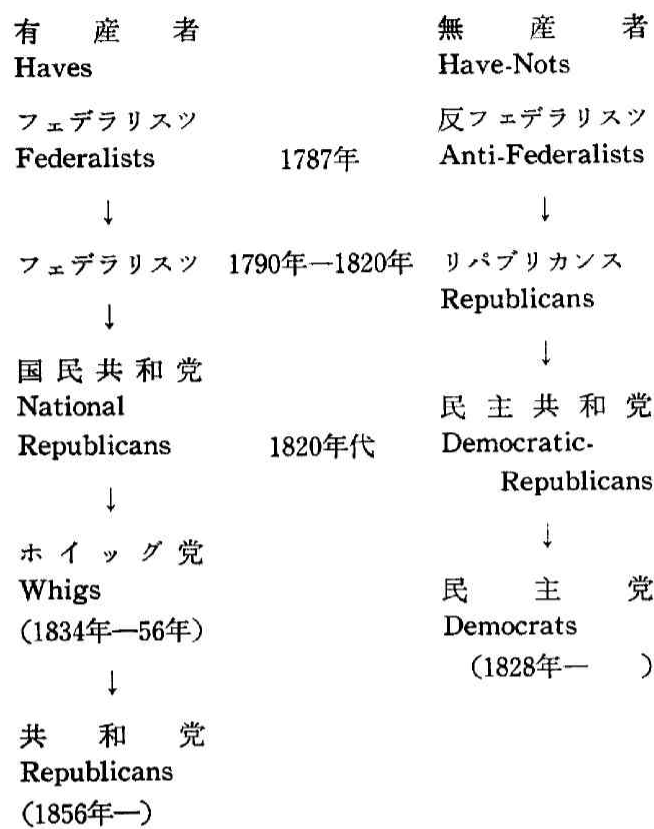 有産者
Haves
フェデラリスツ
Federalists
↓
フェデラリスツ
↓
国民共和党
National
Republicans
↓
ホイッグ党
Whigs
(1834年—56年)
↓
共和党
Republicans
(1856年—)
1787年
1790年—1820年
1820年代
無産者
Have-Nots
反フェデラリスツ
Anti-Federalists
↓
リパブリカンス
Republicans
↓
民主共和党
Democratic-
Republicans
↓
民主党
Democrats
(1828年— )